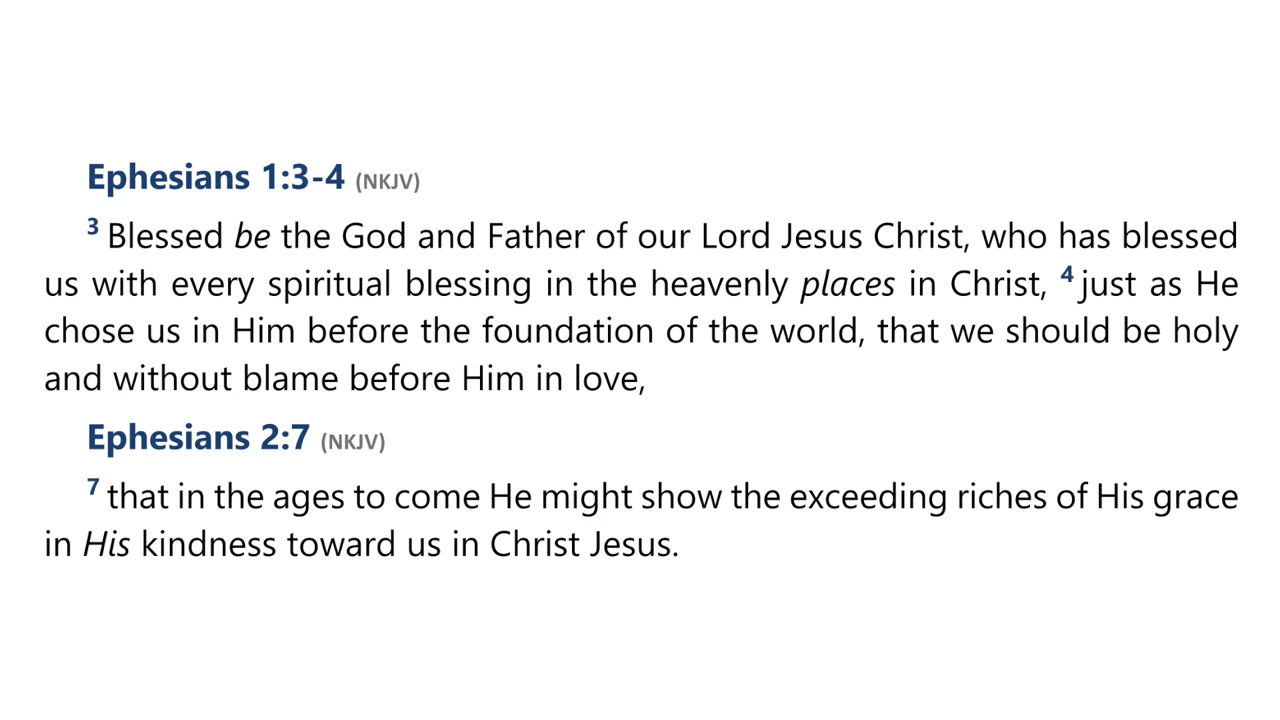 Ephesians 1:3-4 (NKJV)
3 Blessed be the God and Father of our Lord Jesus Christ, who has blessed
us with every spiritual blessing in the heavenly places in Christ, 4 just as He
chose us in Him before the foundation of the world, that we should be holy
and without blame before Him in love,
Ephesians 2:7 (NKJV)
7 that in the ages to come He might show the exceeding riches of His grace
in His kindness toward us in Christ Jesus.